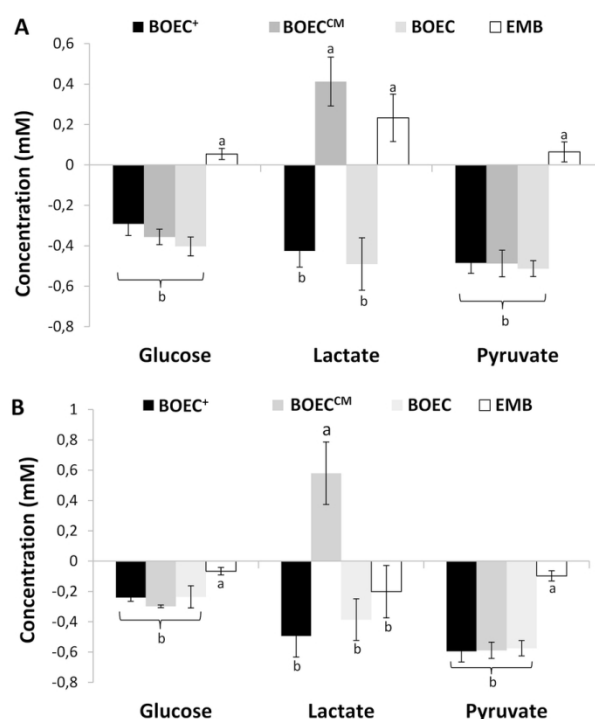 A
BOEC⁺ BOECᶜᴹ BOEC EMB
Concentration (mM)
0,6
0,4
0,2
0
-0,2
-0,4
-0,6
-0,8
a
b
a
a
b
b
a
b
Glucose Lactate Pyruvate
B
BOEC⁺ BOECᶜᴹ BOEC EMB
Concentration (mM)
1
0,8
0,6
0,4
0,2
0
-0,2
-0,4
-0,6
-0,8
a
b
a
b
b
b
a
b
Glucose Lactate Pyruvate